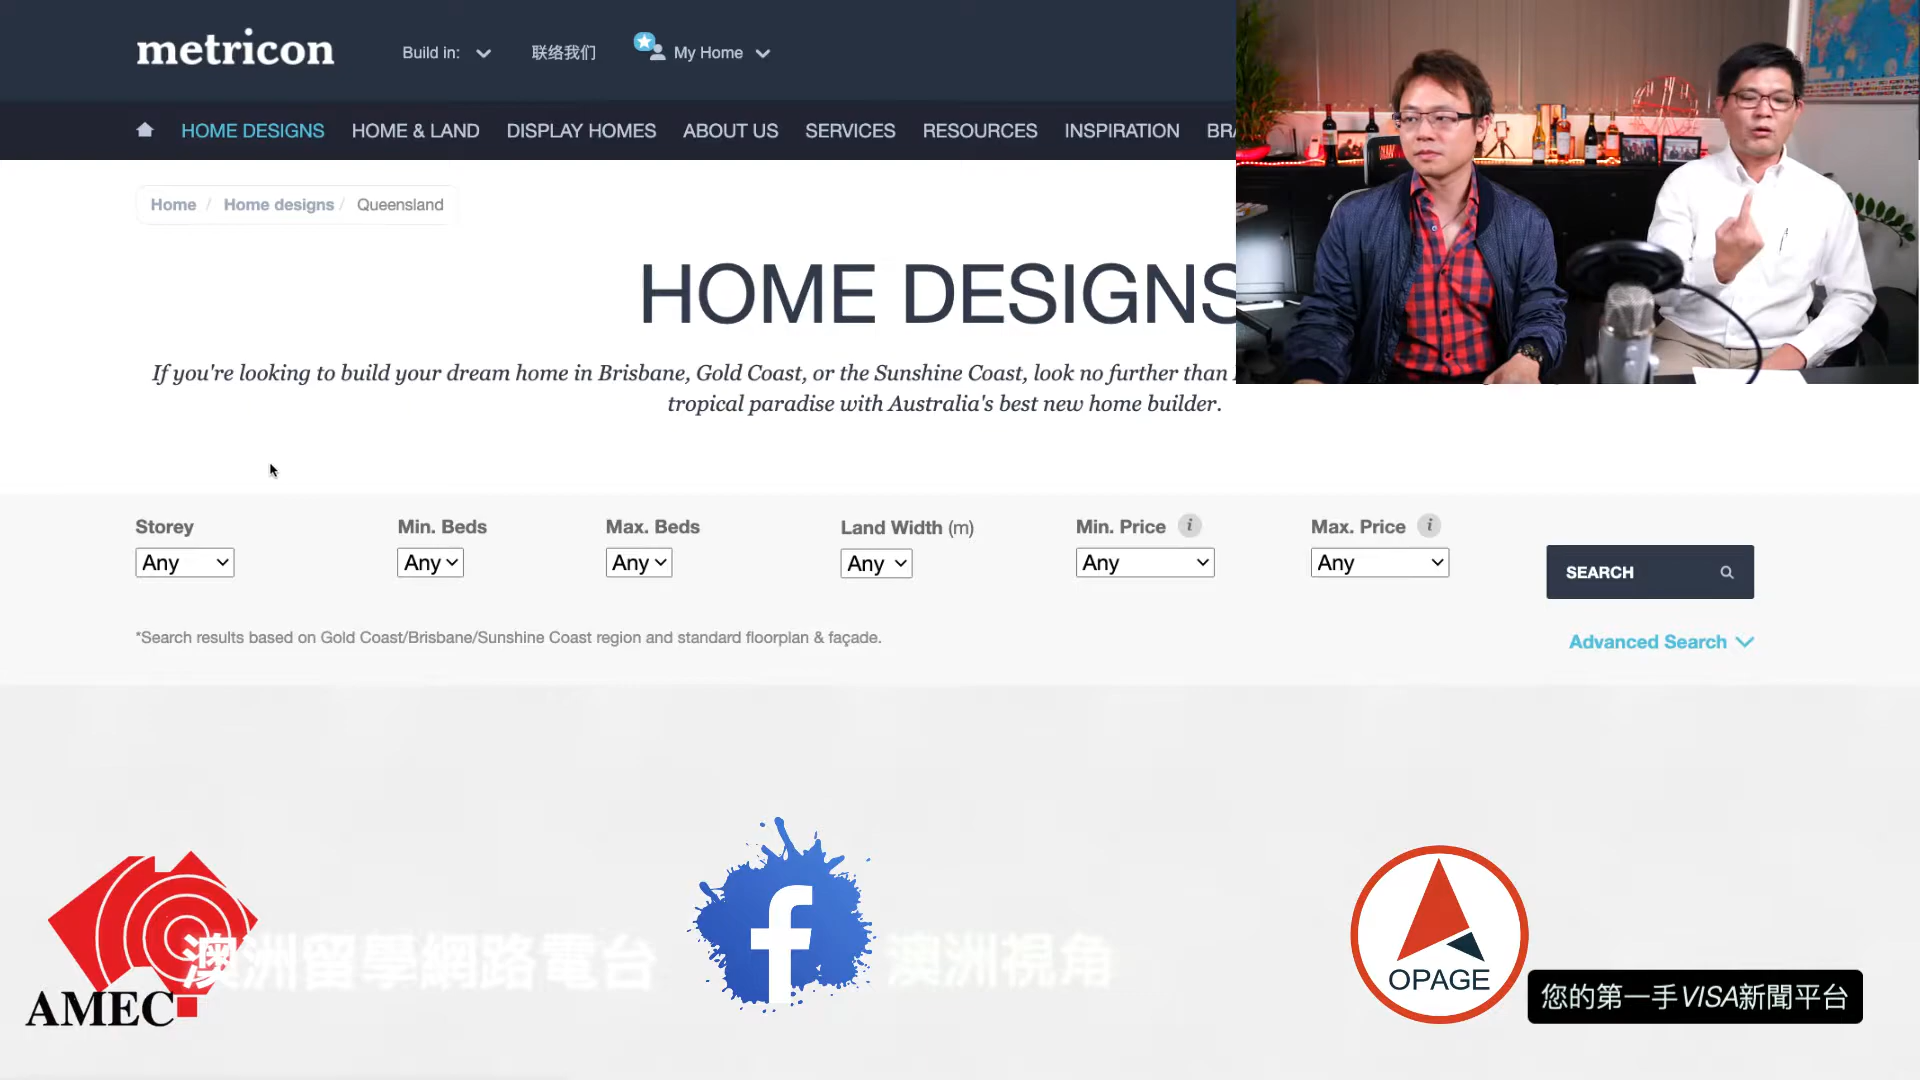 metricon
Build in:
联络我们
My Home
HOME DESIGNS
HOME & LAND
DISPLAY HOMES
ABOUT US
SERVICES
RESOURCES
INSPIRATION
Home / Home designs / Queensland
HOME DESIGNS
If you're looking to build your dream home in Brisbane, Gold Coast, or the Sunshine Coast, look no further than
tropical paradise with Australia's best new home builder.
Storey
Min. Beds
Max. Beds
Land Width (m)
Min. Price i
Max. Price i
Any
Any
Any
Any
Any
Any
SEARCH
*Search results based on Gold Coast/Brisbane/Sunshine Coast region and standard floorplan & façade.
Advanced Search
澳洲留學網路電台
AMEC
f
澳洲視角
OPAGE
您的第一手VISA新聞平台